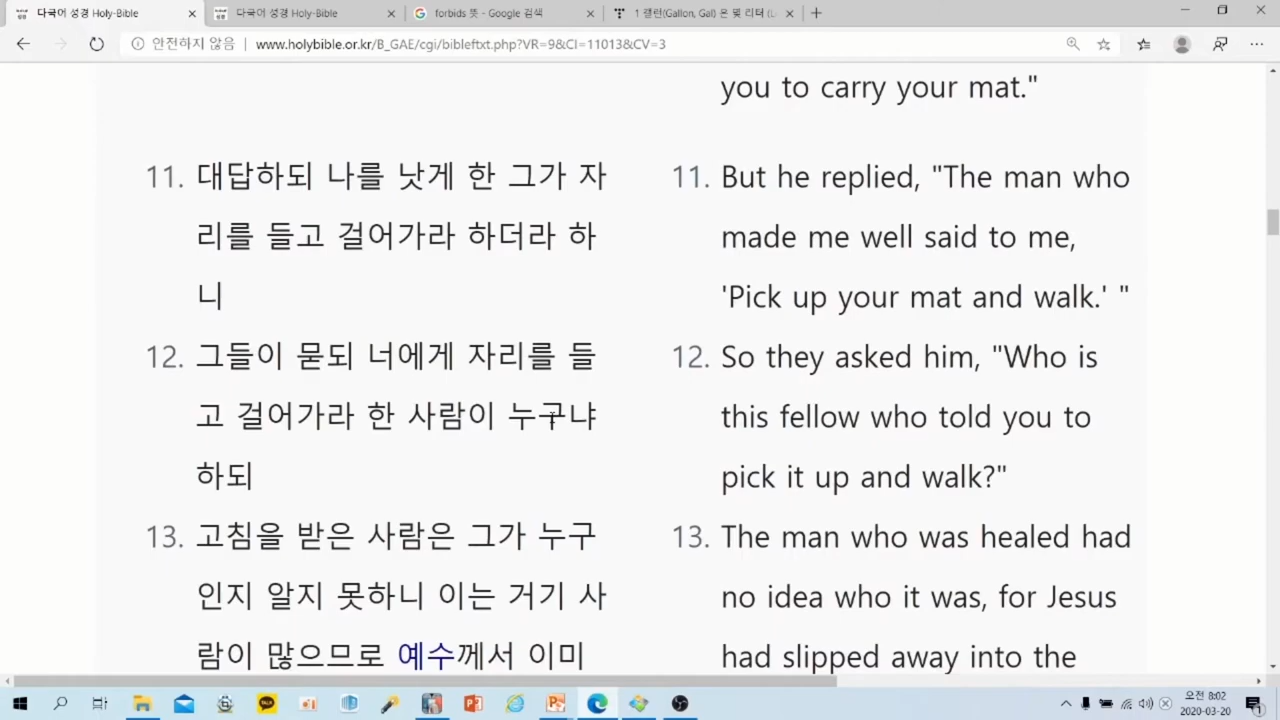 다국어 성경 Holy-Bible
다국어 성경 Holy-Bible
forbids 뜻 - Google 검색
1 갤런(Gallon, Gal) 은 몇 리터 (L
안전하지 않음
www.holybible.or.kr/B_GAE/cgi/bibleftxt.php?VR=9&CI=11013&CV=3
you to carry your mat."
11. 대답하되 나를 낫게 한 그가 자
리를 들고 걸어가라 하더라 하
니
11. But he replied, "The man who
made me well said to me,
'Pick up your mat and walk.' "
12. 그들이 묻되 너에게 자리를 들
고 걸어가라 한 사람이 누구냐
하되
12. So they asked him, "Who is
this fellow who told you to
pick it up and walk?"
13. 고침을 받은 사람은 그가 누구
인지 알지 못하니 이는 거기 사
람이 많으므로 예수께서 이미
13. The man who was healed had
no idea who it was, for Jesus
had slipped away into the
오전 8:02
2020-03-20